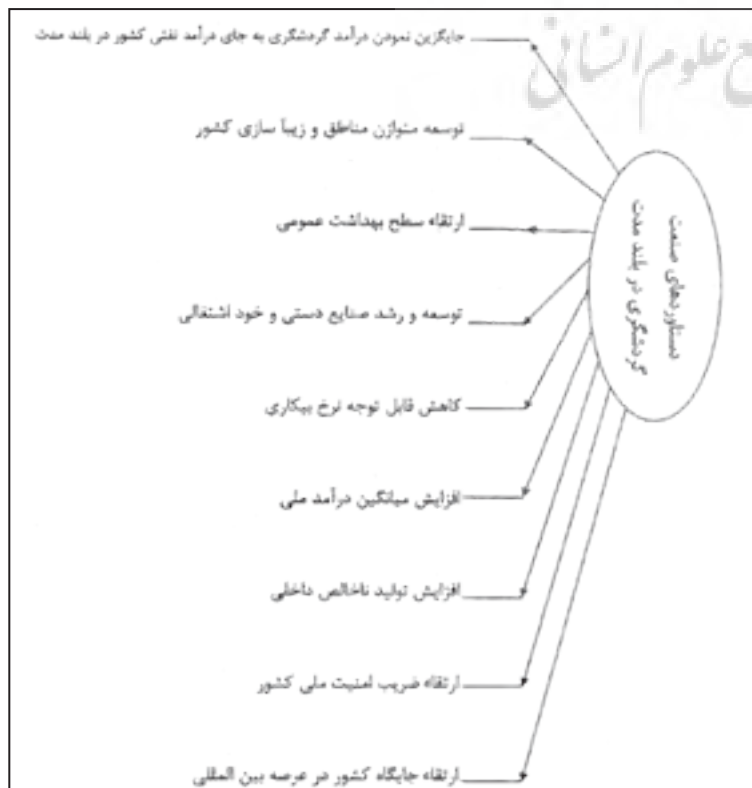 ع علوم انسانی
جایگزین نمودن درآمد گردشگری به جای درآمد نفتی کشور در بلند مدت
توسعه متوازن مناطق و زیبا سازی کشور
ارتقاء سطح بهداشت عمومی
توسعه و رشد صنایع دستی و خود اشتغالی
کاهش قابل توجه نرخ بیکاری
افزایش میانگین درآمد ملی
افزایش تولید ناخالص داخلی
ارتقاء ضریب امنیت ملی کشور
ارتقاء جایگاه کشور در عرصه بین المللی
دستاوردهای صنعت
گردشگری در بلند مدت